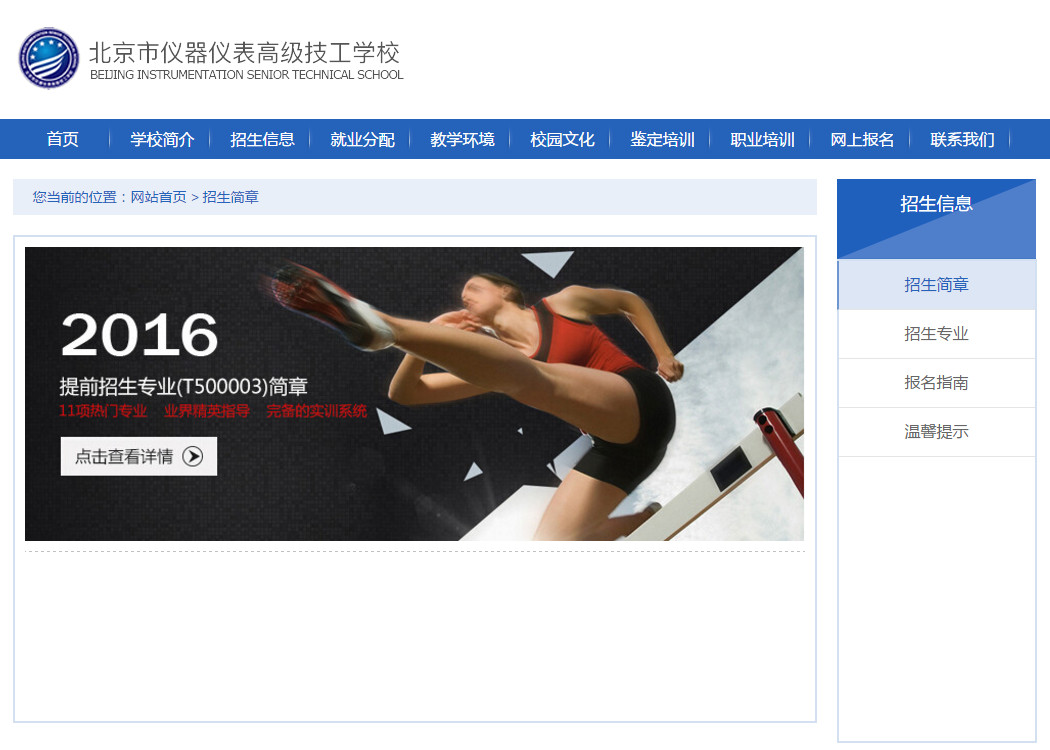 北京市仪器仪表高级技工学校
BEIJING INSTRUMENTATION SENIOR TECHNICAL SCHOOL
首页 学校简介 招生信息 就业分配 教学环境 校园文化 鉴定培训 职业培训 网上报名 联系我们
您当前的位置：网站首页 > 招生简章
2016
提前招生专业(T500003)简章
11项热门专业 业界精英指导 完备的实训系统
点击查看详情
招生信息
招生简章
招生专业
报名指南
温馨提示